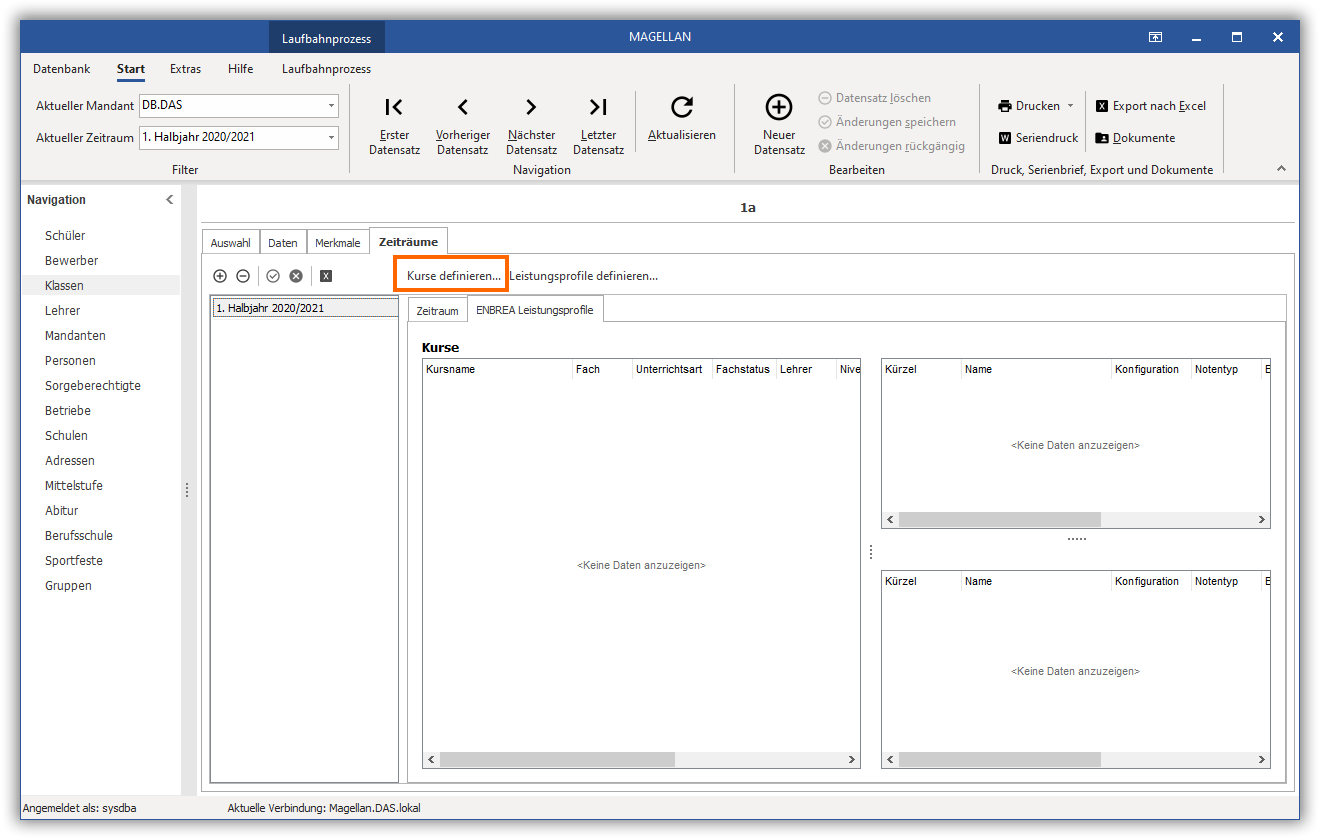 Laufbahnprozess
MAGELLAN
Datenbank Start Extras Hilfe Laufbahnprozess
Aktueller Mandant DB.DAS
Aktueller Zeitraum 1. Halbjahr 2020/2021
Filter
Erster Datensatz
Vorheriger Datensatz
Nächster Datensatz
Letzter Datensatz
Aktualisieren
Navigation
Neuer Datensatz
Datensatz löschen
Änderungen speichern
Änderungen rückgängig
Bearbeiten
Drucken
Export nach Excel
Seriendruck
Dokumente
Druck, Serienbrief, Export und Dokumente
Navigation
Schüler
Bewerber
Klassen
Lehrer
Mandanten
Personen
Sorgeberechtigte
Betriebe
Schulen
Adressen
Mittelstufe
Abitur
Berufsschule
Sportfeste
Gruppen
1a
Auswahl Daten Merkmale Zeiträume
Kurse definieren... Leistungsprofile definieren...
1. Halbjahr 2020/2021
Zeitraum ENBREA Leistungsprofile
Kurse
Kursname Fach Unterrichtsart Fachstatus Lehrer Nive
<Keine Daten anzuzeigen>
Kürzel Name Konfiguration Notentyp
<Keine Daten anzuzeigen>
Kürzel Name Konfiguration Notentyp
<Keine Daten anzuzeigen>
Angemeldet als: sysdba
Aktuelle Verbindung: Magellan.DAS.lokal